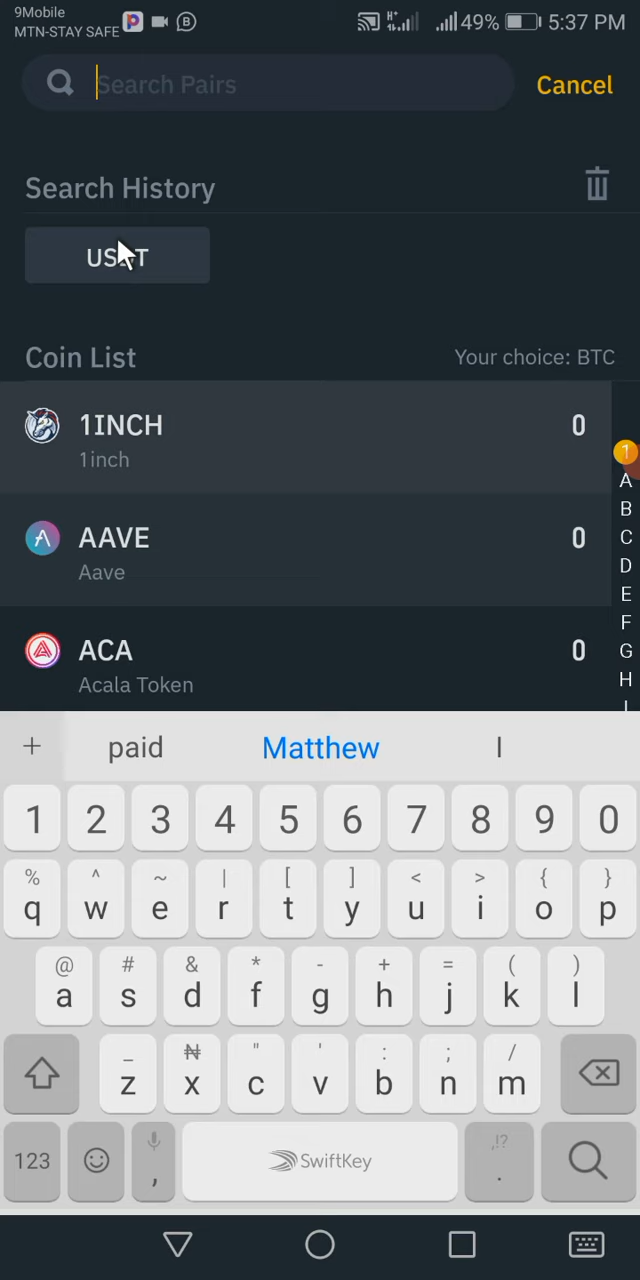 9Mobile
MTN-STAY SAFE
49% 5:37 PM
Search Pairs
Cancel
Search History
Coin List
Your choice: BTC
1INCH 0
1inch
AAVE 0
Aave
ACA 0
Acala Token
1
A
B
C
D
E
F
G
H
+ paid Matthew I
1 2 3 4 5 6 7 8 9 0
% ^ ~ | [ ] < > { }
q w e r t y u i o p
@ # & * - + = ( )
a s d f g h j k l
_ ₦ " ' : ; /
z x c v b n m
,!?
123 , SwiftKey .